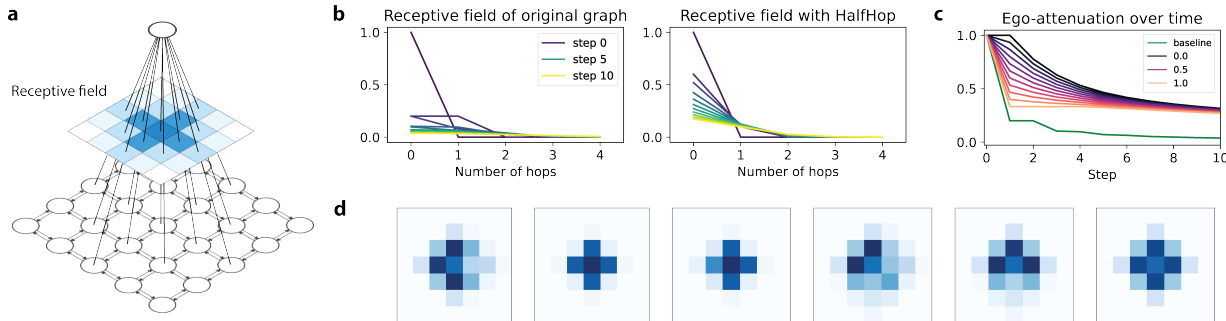 a
Receptive field
b
Receptive field of original graph
1.0
0.5
0.0
step 0
step 5
step 10
0 1 2 3 4
Number of hops
Receptive field with HalfHop
1.0
0.5
0.0
0 1 2 3 4
Number of hops
c
Ego-attenuation over time
1.0
0.5
0.0
baseline
0.0
0.5
1.0
0 2 4 6 8 10
Step
d